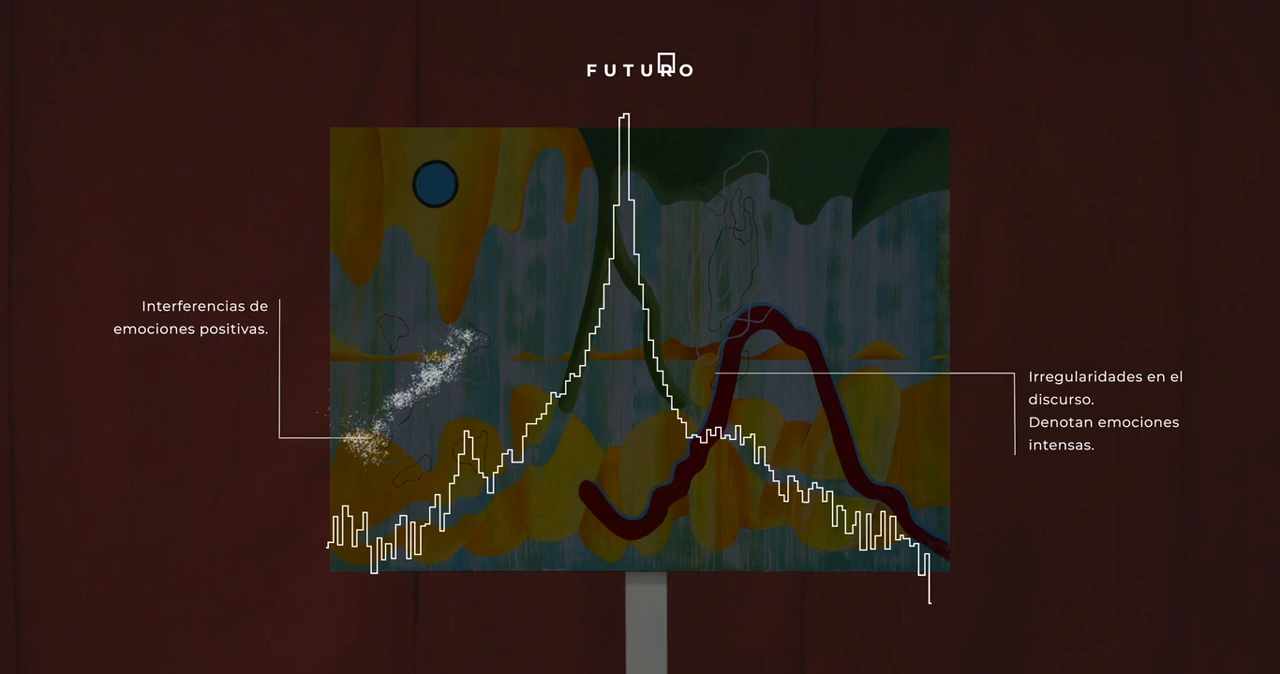 FUTURO
Interferencias de
emociones positivas.
Irregularidades en el
discurso.
Denotan emociones
intensas.